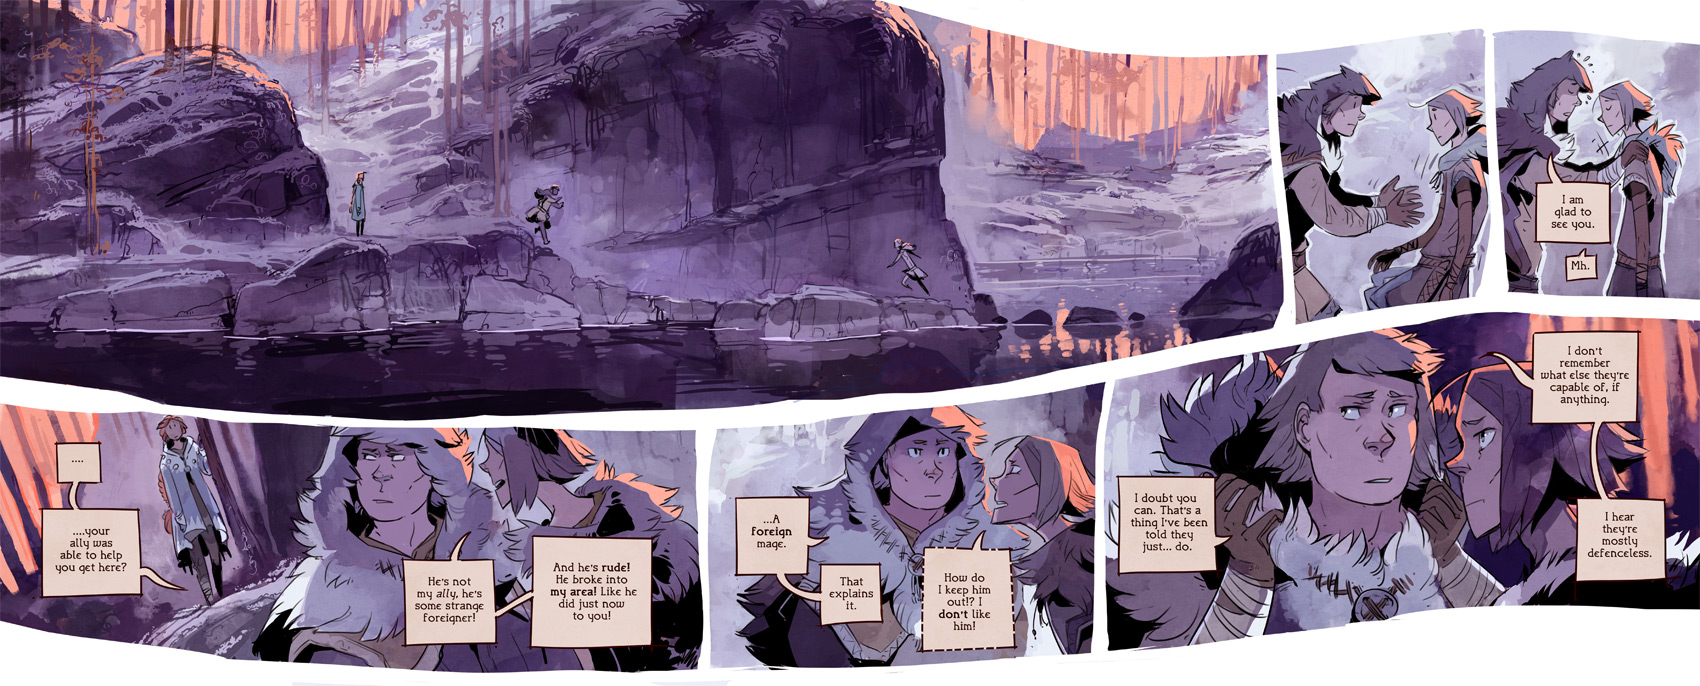 I am
glad to
see you.
Mh.
....
....your
ally was
able to help
you get here?
He's not
my ally, he's
some strange
foreigner!
And he's rude!
He broke into
my area! Like he
did just now
to you!
...A
foreign
mage.
That
explains
it.
How do
I keep him
out!? I
don't like
him!
I doubt you
can. That's a
thing I've been
told they
just... do.
I don't
remember
what else they're
capable of, if
anything.
I hear
they're
mostly
defenceless.